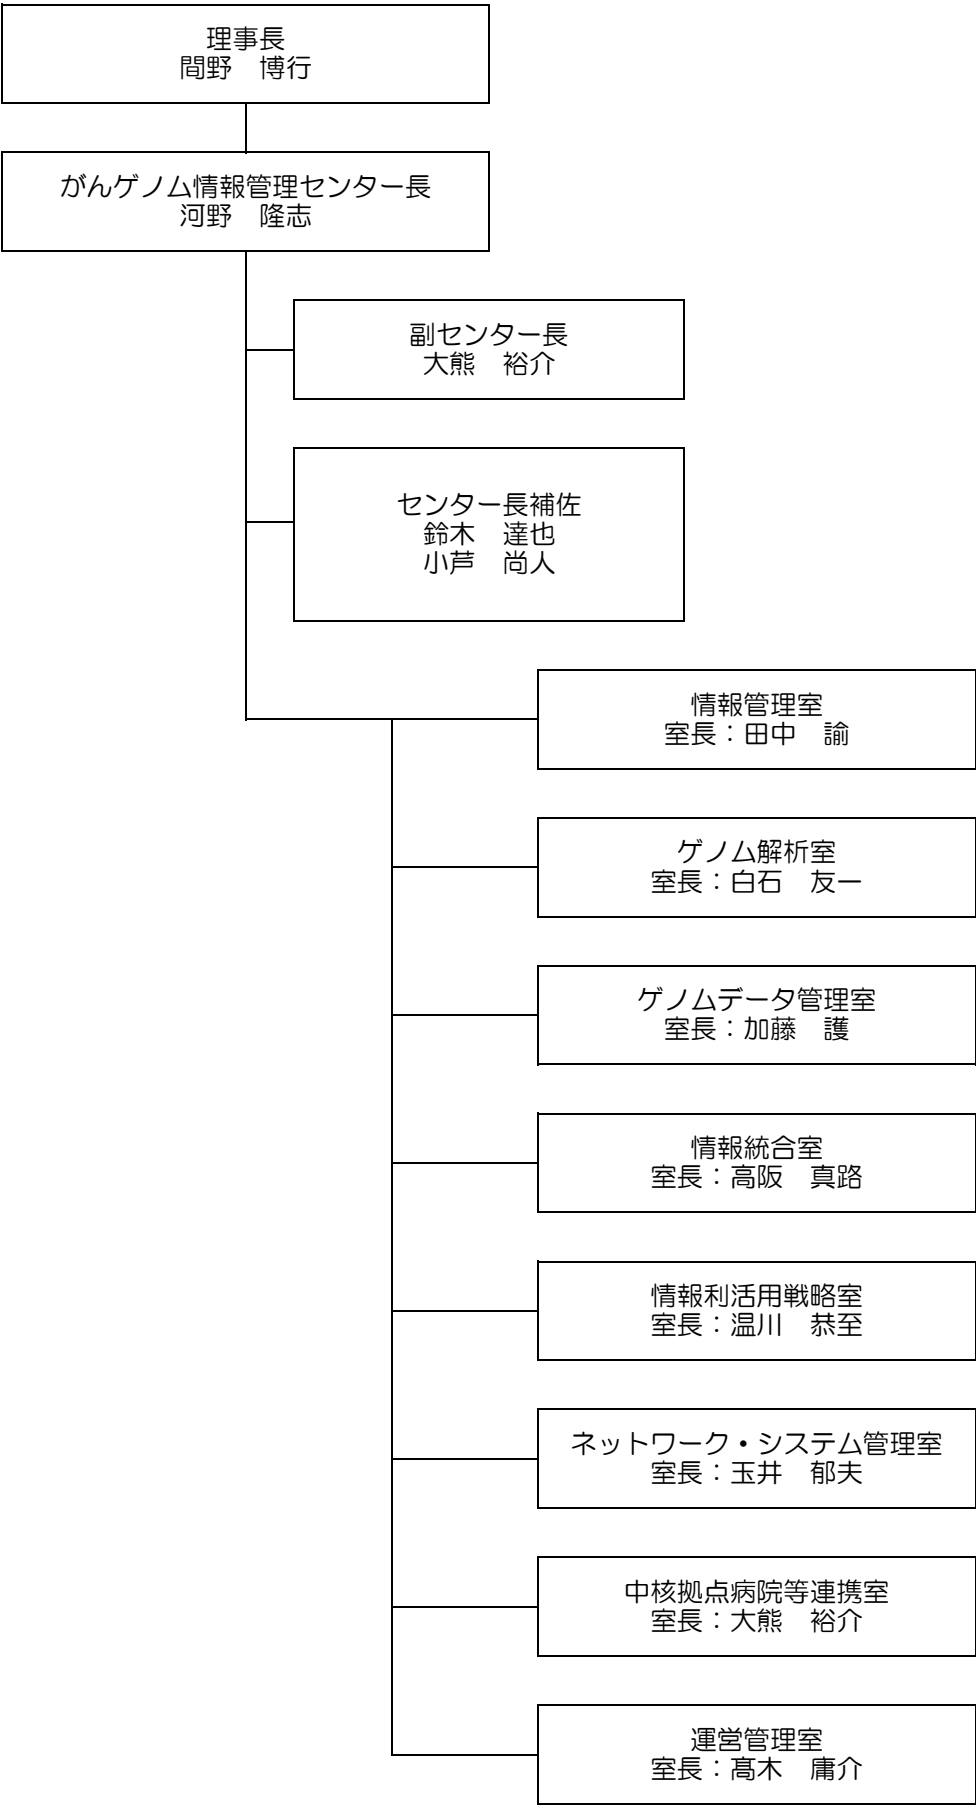 理事長
間野　博行
がんゲノム情報管理センター長
河野　隆志
副センター長
大熊　裕介
センター長補佐
鈴木　達也
小芦　尚人
情報管理室
室長：田中　諭
ゲノム解析室
室長：白石　友一
ゲノムデータ管理室
室長：加藤　護
情報統合室
室長：高阪　真路
情報利活用戦略室
室長：温川　恭至
ネットワーク・システム管理室
室長：玉井　郁夫
中核拠点病院等連携室
室長：大熊　裕介
運営管理室
室長：髙木　庸介